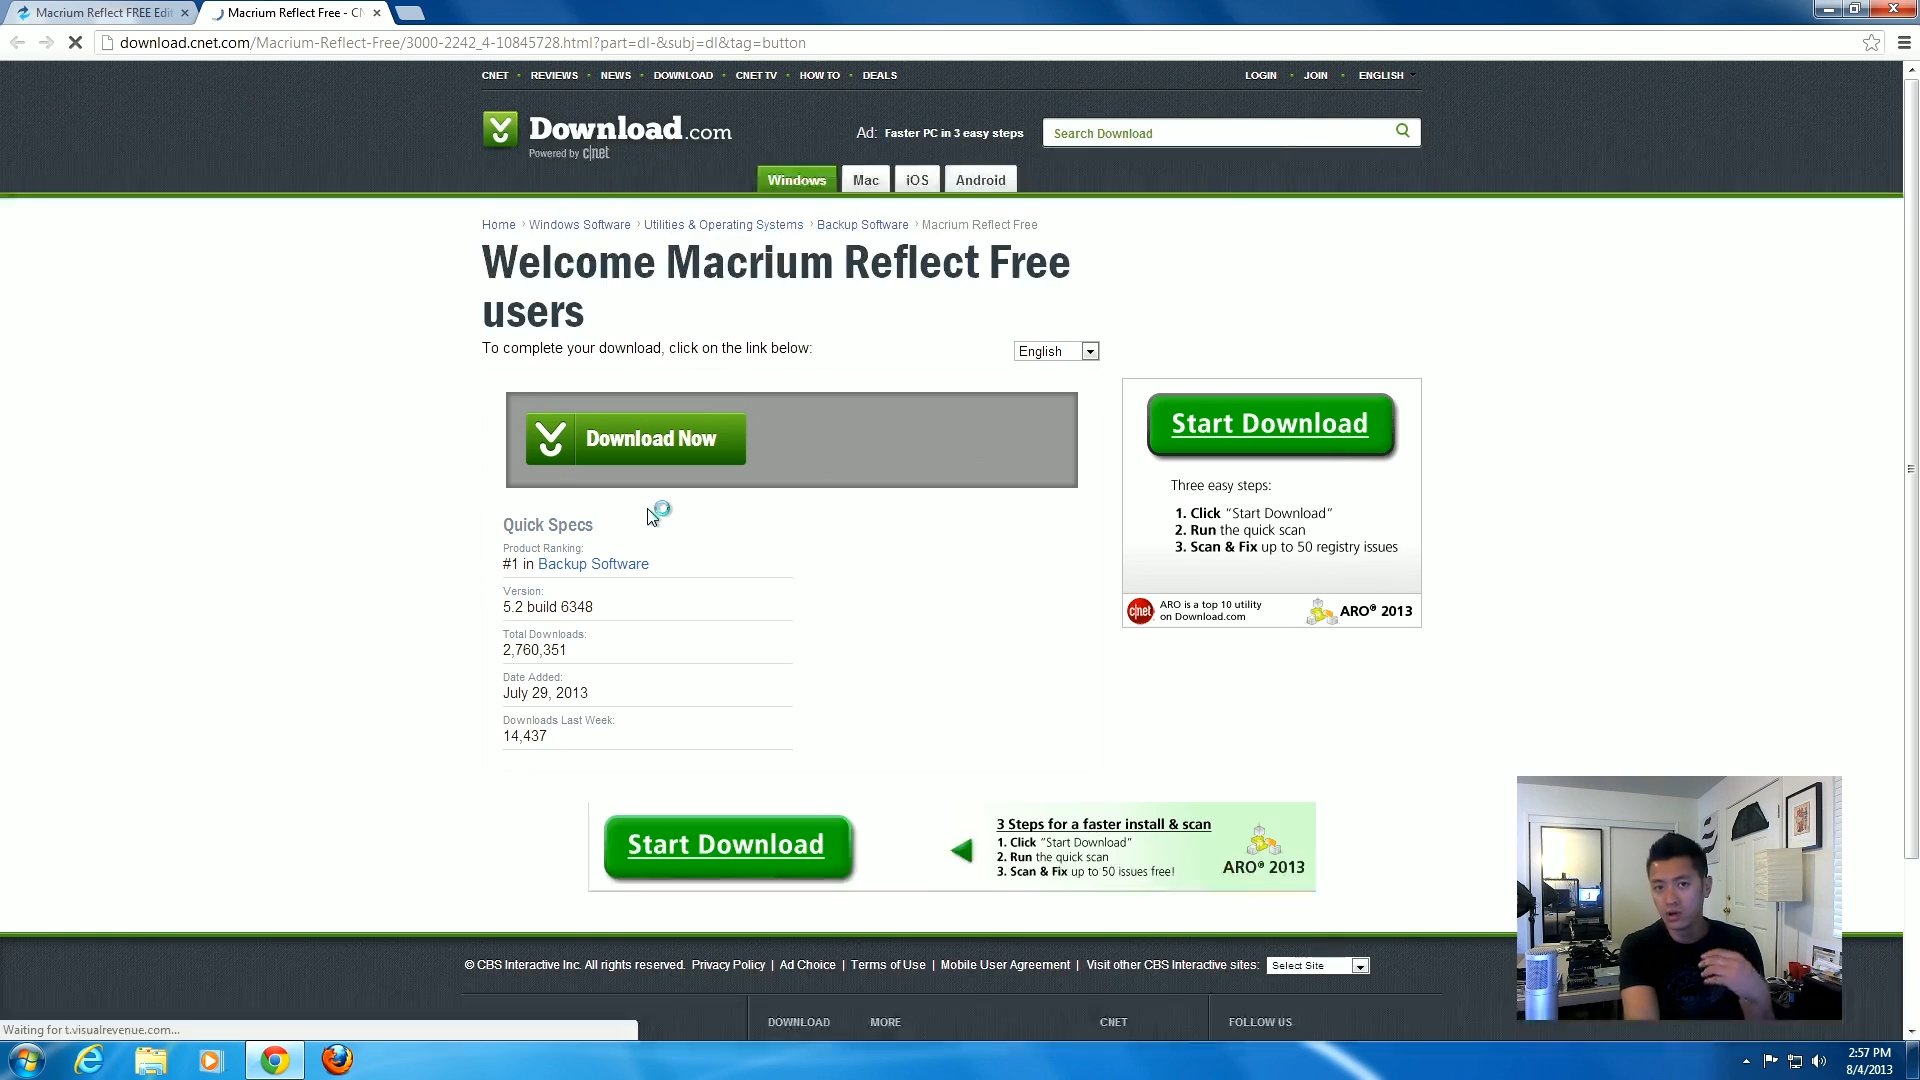 Macrium Reflect FREE Edit
Macrium Reflect Free - CN
download.cnet.com/Macrium-Reflect-Free/3000-2242_4-10845728.html?part=dl-&subj=dl&tag=button
CNET • REVIEWS • NEWS • DOWNLOAD • CNET TV • HOW TO • DEALS
LOGIN • JOIN • ENGLISH
Download.com
Powered by c|net
Ad: Faster PC in 3 easy steps
Search Download
Windows
Mac
iOS
Android
Home › Windows Software › Utilities & Operating Systems › Backup Software › Macrium Reflect Free
Welcome Macrium Reflect Free
users
To complete your download, click on the link below:
English
Download Now
Quick Specs
Product Ranking:
#1 in Backup Software
Version:
5.2 build 6348
Total Downloads:
2,760,351
Date Added:
July 29, 2013
Downloads Last Week:
14,437
Start Download
Three easy steps:
1. Click “Start Download”
2. Run the quick scan
3. Scan & Fix up to 50 registry issues
c|net
ARO is a top 10 utility
on Download.com
ARO® 2013
Start Download
3 Steps for a faster install & scan
1. Click “Start Download”
2. Run the quick scan
3. Scan & Fix up to 50 issues free!
ARO® 2013
© CBS Interactive Inc. All rights reserved. Privacy Policy | Ad Choice | Terms of Use | Mobile User Agreement | Visit other CBS Interactive sites: Select Site
DOWNLOAD
MORE
CNET
FOLLOW US
Waiting for t.visualrevenue.com...
2:57 PM
8/4/2013